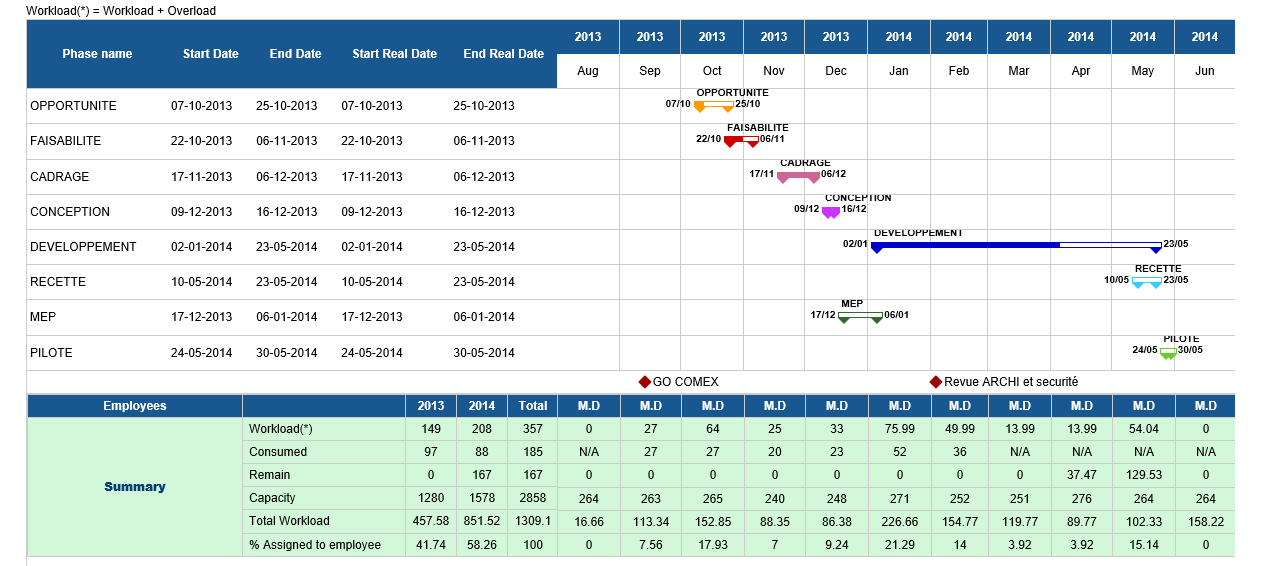 Workload(*) = Workload + Overload
Phase name Start Date End Date Start Real Date End Real Date 2013 2013 2013 2013 2013 2014 2014 2014 2014 2014 2014
Aug Sep Oct Nov Dec Jan Feb Mar Apr May Jun
OPPORTUNITE 07-10-2013 25-10-2013 07-10-2013 25-10-2013 07/10 OPPORTUNITE 25/10
FAISABILITE 22-10-2013 06-11-2013 22-10-2013 06-11-2013 22/10 FAISABILITE 06/11
CADRAGE 17-11-2013 06-12-2013 17-11-2013 06-12-2013 17/11 CADRAGE 06/12
CONCEPTION 09-12-2013 16-12-2013 09-12-2013 16-12-2013 09/12 CONCEPTION 16/12
DEVELOPPEMENT 02-01-2014 23-05-2014 02-01-2014 23-05-2014 02/01 DEVELOPPEMENT 23/05
RECETTE 10-05-2014 23-05-2014 10-05-2014 23-05-2014 10/05 RECETTE 23/05
MEP 17-12-2013 06-01-2014 17-12-2013 06-01-2014 17/12 MEP 06/01
PILOTE 24-05-2014 30-05-2014 24-05-2014 30-05-2014 24/05 PILOTE 30/05
GO COMEX Revue ARCHI et securité
Employees 2013 2014 Total M.D M.D M.D M.D M.D M.D M.D M.D M.D M.D M.D
Summary
Workload(*) 149 208 357 0 27 64 25 33 75.99 49.99 13.99 13.99 54.04 0
Consumed 97 88 185 N/A 27 27 20 23 52 36 N/A N/A N/A N/A
Remain 0 167 167 0 0 0 0 0 0 0 0 37.47 129.53 0
Capacity 1280 1578 2858 264 263 265 240 248 271 252 251 276 264 264
Total Workload 457.58 851.52 1309.1 16.66 113.34 152.85 88.35 86.38 226.66 154.77 119.77 89.77 102.33 158.22
% Assigned to employee 41.74 58.26 100 0 7.56 17.93 7 9.24 21.29 14 3.92 3.92 15.14 0